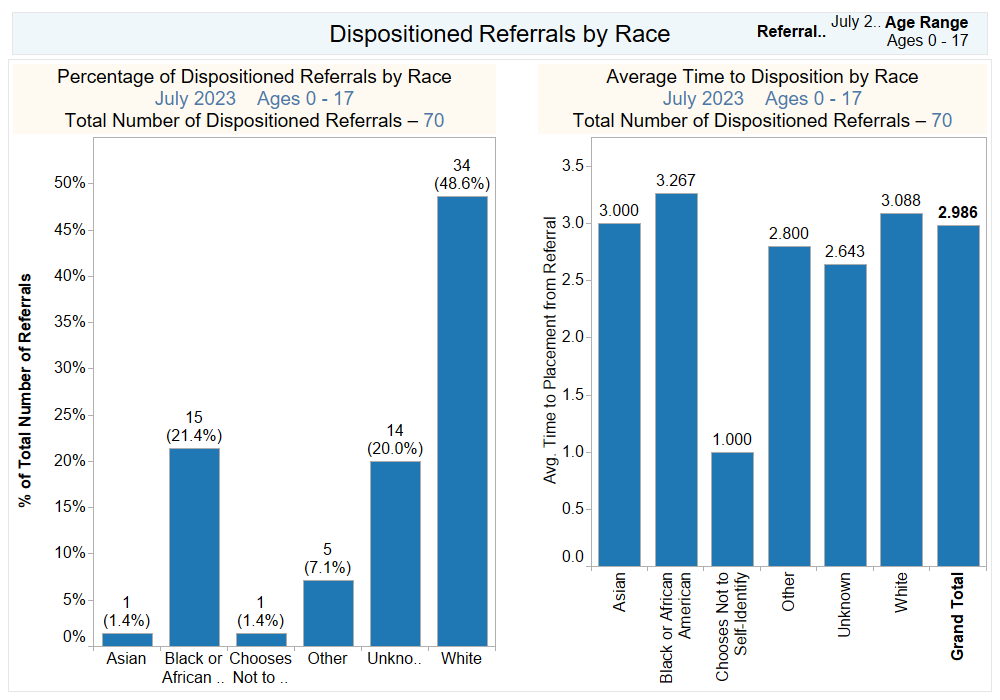 Dispositioned Referrals by Race
Referral..
July 2..
Age Range
Ages 0 - 17
Percentage of Dispositioned Referrals by Race
July 2023 Ages 0 - 17
Total Number of Dispositioned Referrals – 70
% of Total Number of Referrals
50%
45%
40%
35%
30%
25%
20%
15%
10%
5%
0%
1
(1.4%)
15
(21.4%)
1
(1.4%)
5
(7.1%)
14
(20.0%)
34
(48.6%)
Asian
Black or
African ..
Chooses
Not to ..
Other
Unkno..
White
Average Time to Disposition by Race
July 2023 Ages 0 - 17
Total Number of Dispositioned Referrals – 70
Avg. Time to Placement from Referral
3.5
3.0
2.5
2.0
1.5
1.0
0.5
0.0
3.000
3.267
1.000
2.800
2.643
3.088
2.986
Asian
Black or African
American
Chooses Not to
Self-Identify
Other
Unknown
White
Grand Total